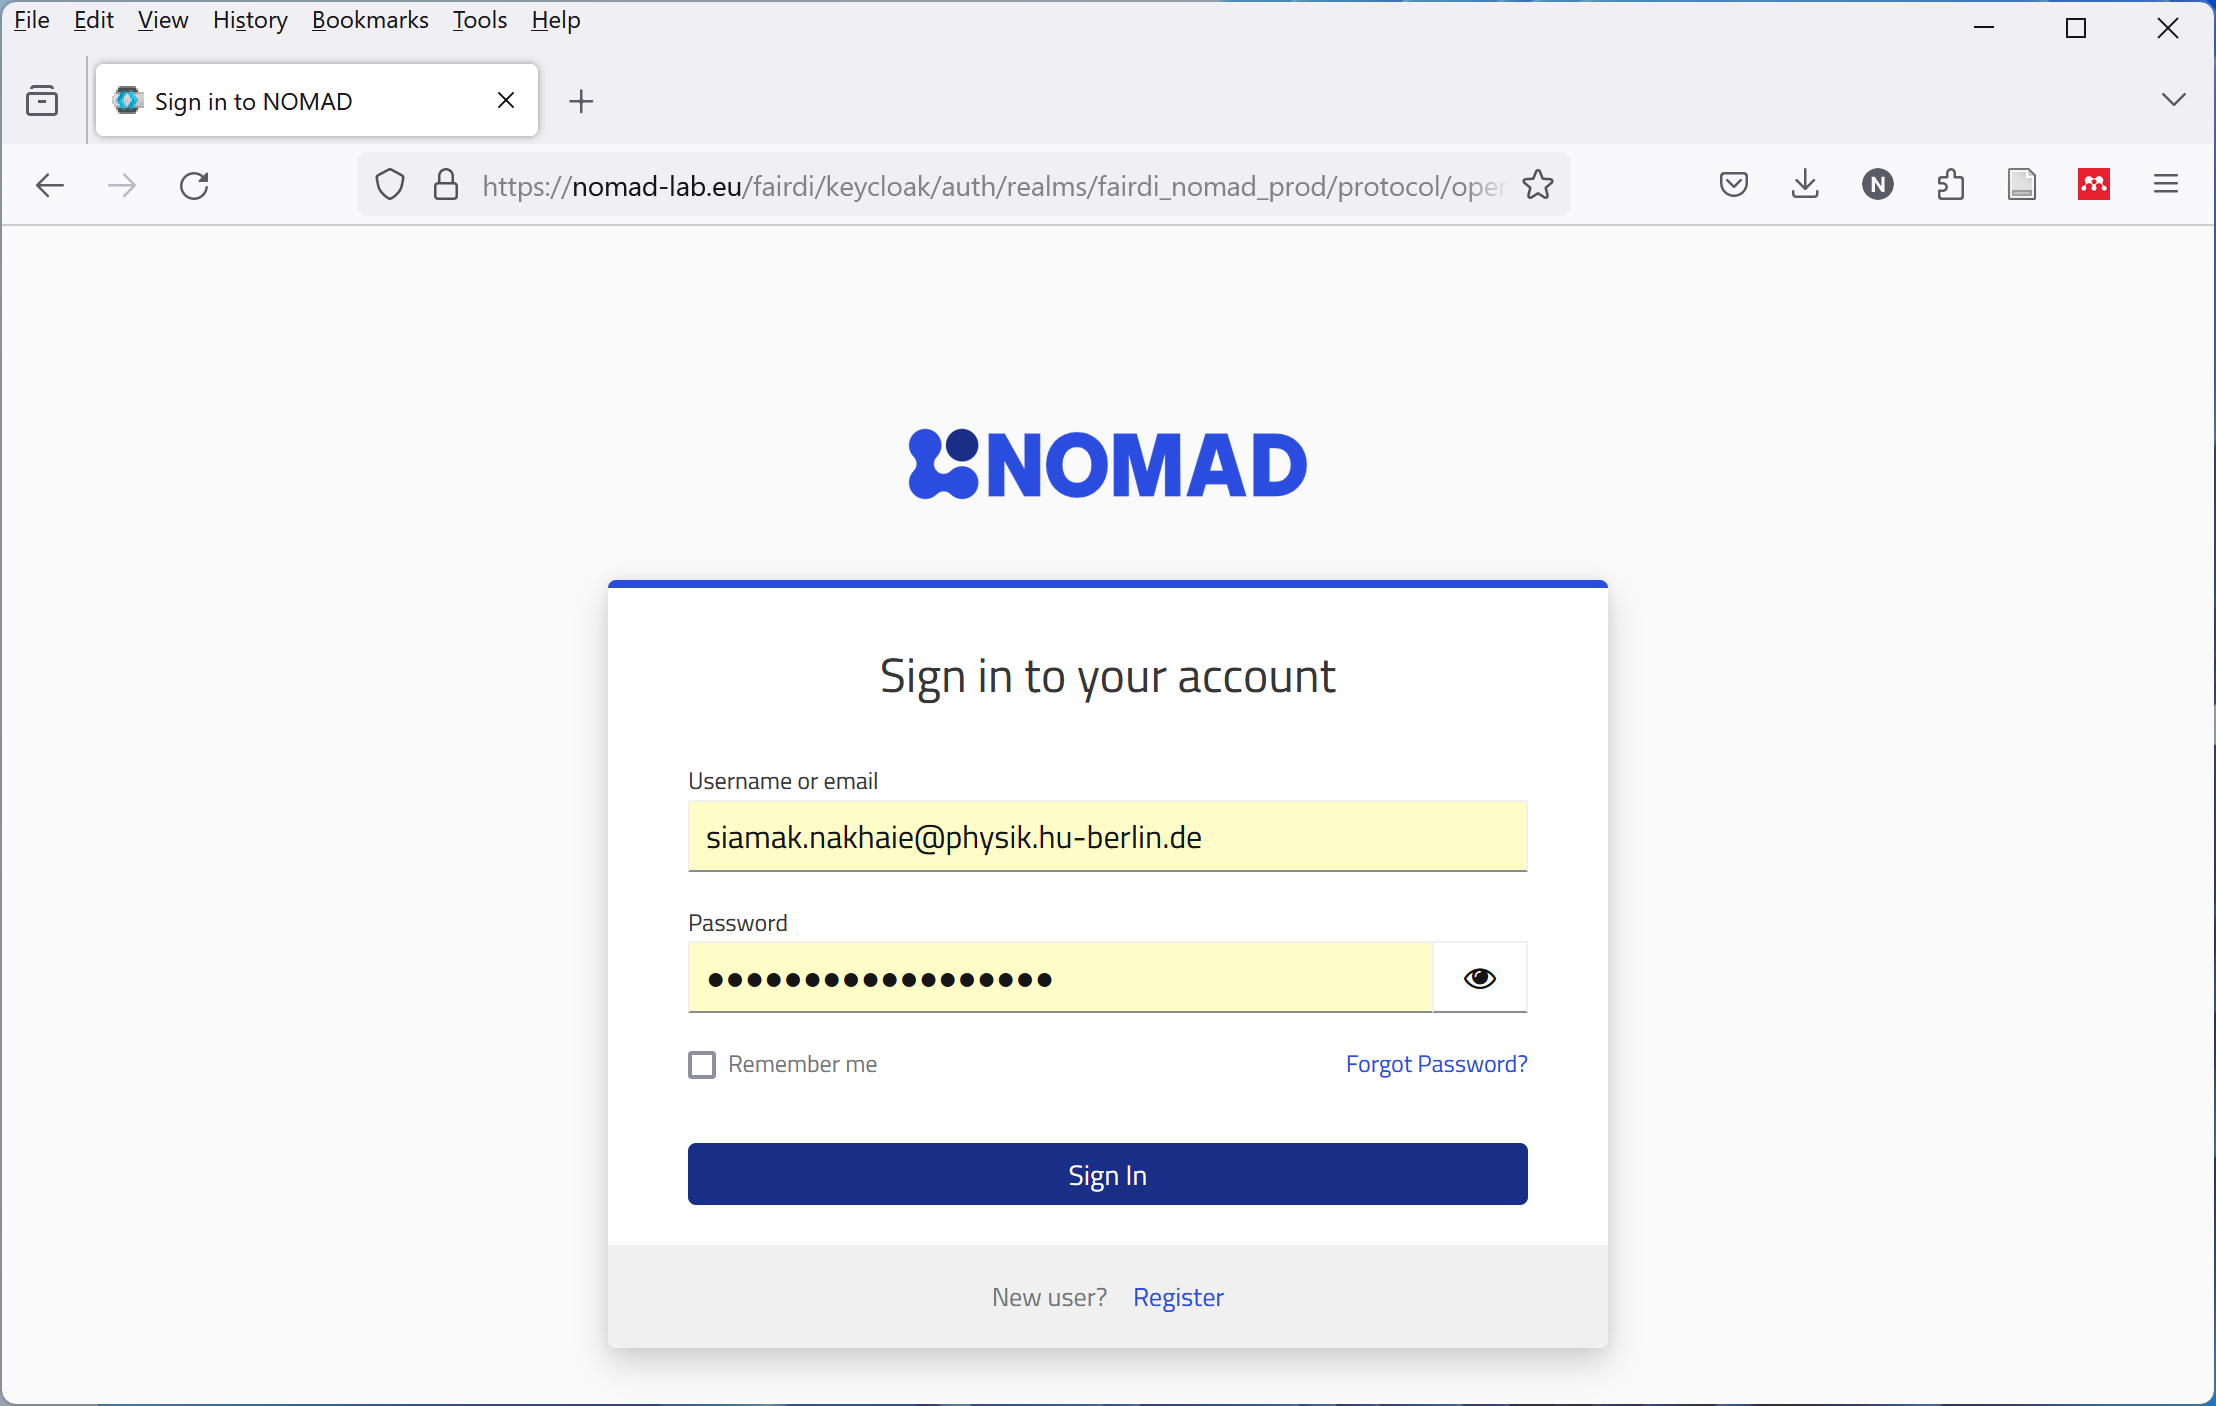 File Edit View History Bookmarks Tools Help
Sign in to NOMAD
https://nomad-lab.eu/fairdi/keycloak/auth/realms/fairdi_nomad_prod/protocol/oper
N
NOMAD
Sign in to your account
Username or email
siamak.nakhaie@physik.hu-berlin.de
Password
Remember me Forgot Password?
Sign In
New user? Register